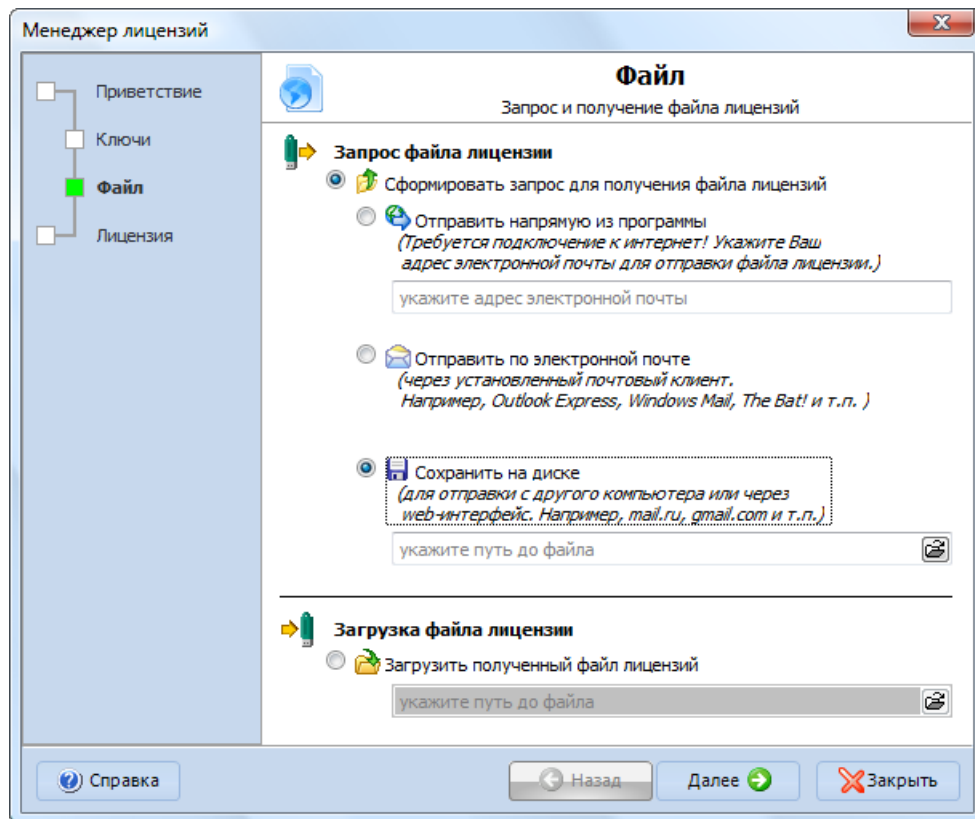 Менеджер лицензий
Приветствие
Ключи
Файл
Лицензия
Файл
Запрос и получение файла лицензий
Запрос файла лицензии
Сформировать запрос для получения файла лицензий
Отправить напрямую из программы
(Требуется подключение к интернет! Укажите Ваш
адрес электронной почты для отправки файла лицензии.)
укажите адрес электронной почты
Отправить по электронной почте
(через установленный почтовый клиент.
Например, Outlook Express, Windows Mail, The Bat! и т.п. )
Сохранить на диске
(для отправки с другого компьютера или через
web-интерфейс. Например, mail.ru, gmail.com и т.п.)
укажите путь до файла
Загрузка файла лицензии
Загрузить полученный файл лицензий
укажите путь до файла
Справка
Назад
Далее
Закрыть